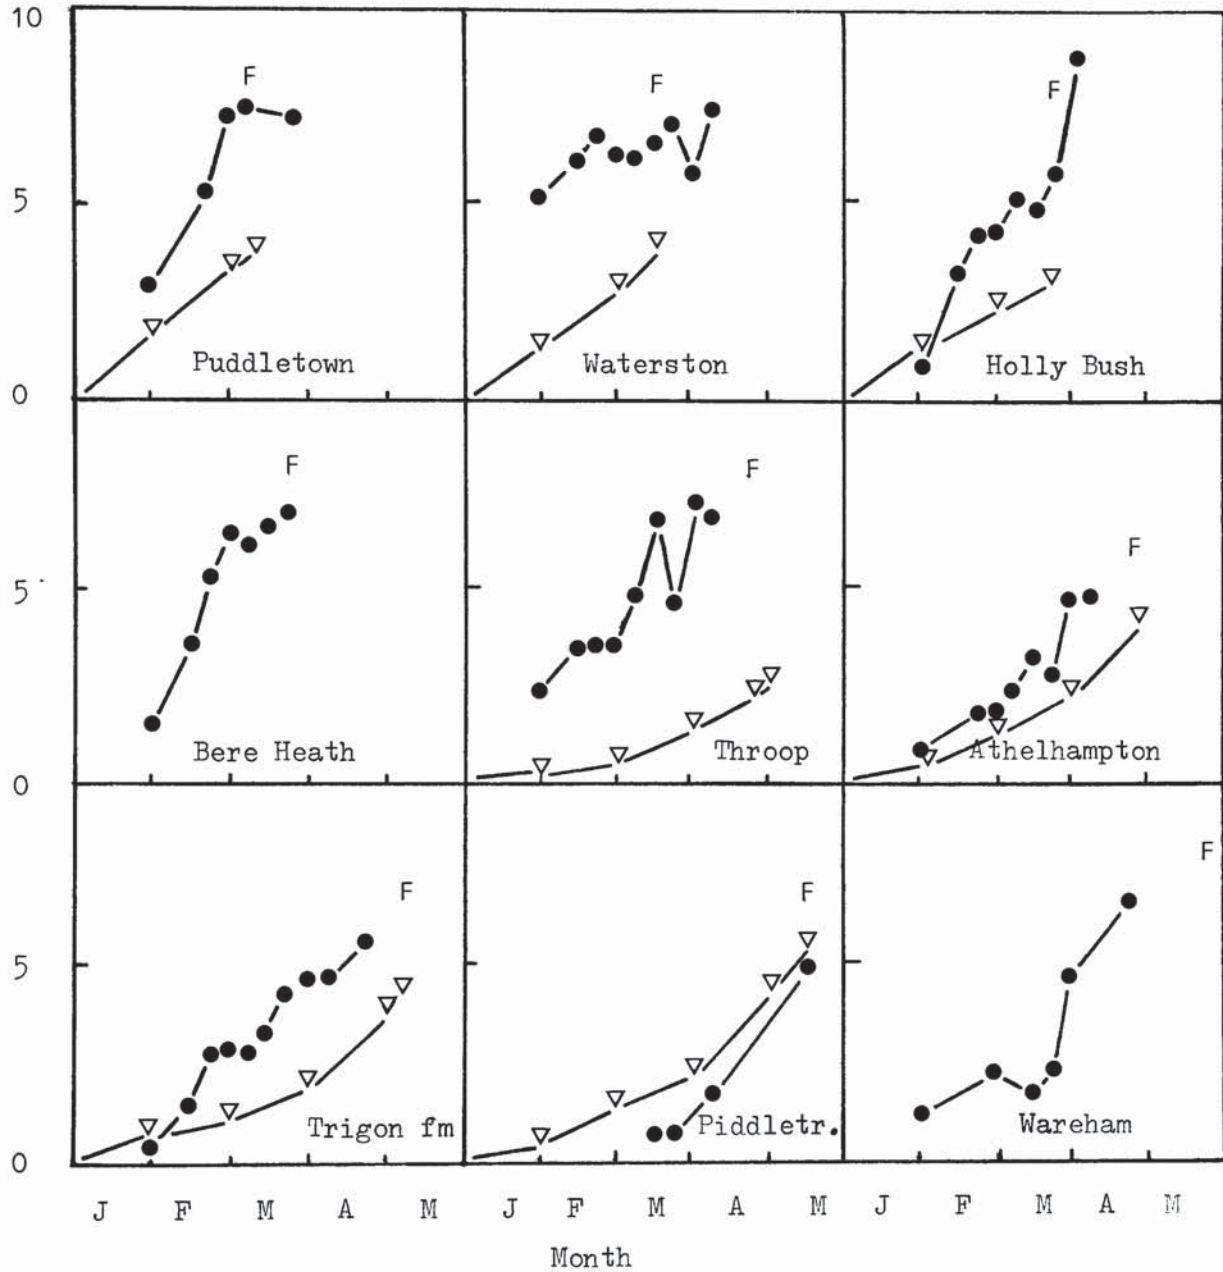 10
F F F
5
Puddletown Waterston Holly Bush
0
F F F
5
Bere Heath Throop Athelhampton
0
F F F
5
Trigon fm Piddletr. Wareham
0
J F M A M J F M A M J F M A M
Month